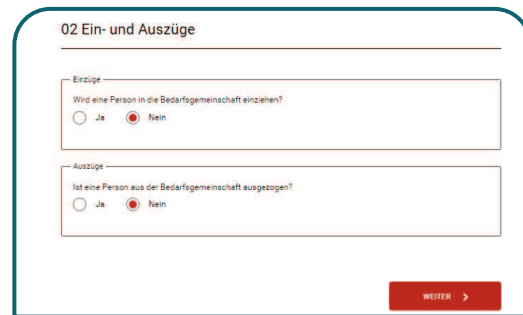 02 Ein- und Auszüge
Einzüge
Wird eine Person in die Bedarfsgemeinschaft einziehen?
Ja Nein
Auszüge
Ist eine Person aus der Bedarfsgemeinschaft ausgezogen?
Ja Nein
WEITER